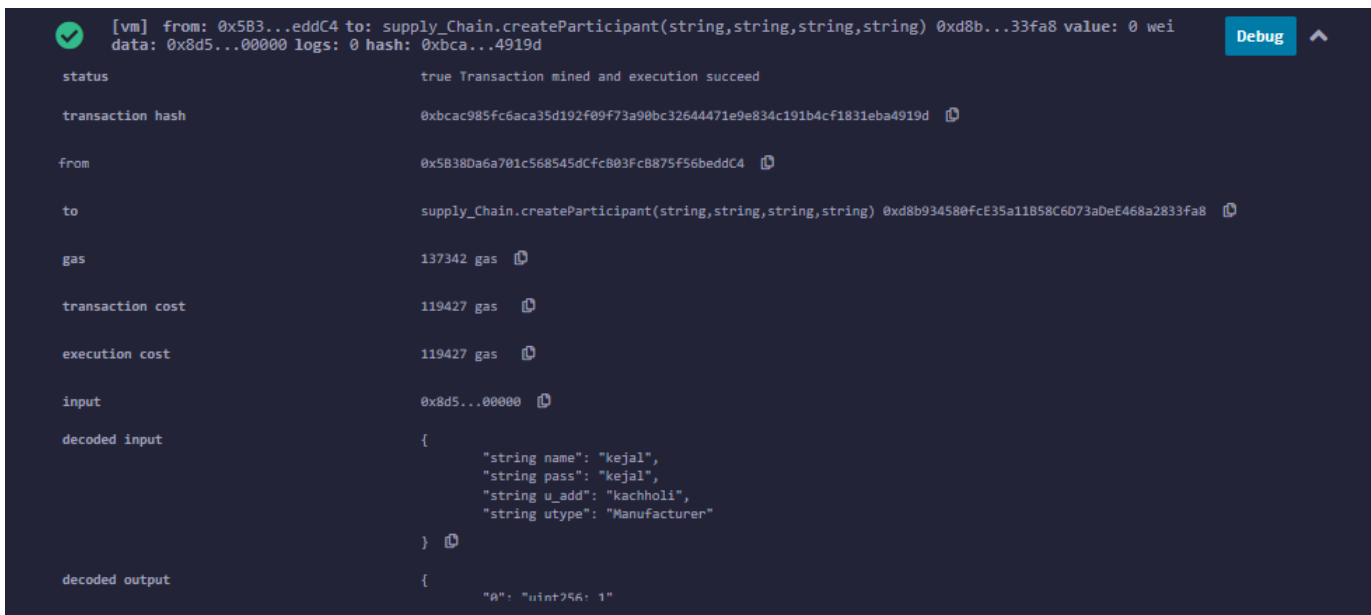 [vm] from: 0x5B3...eddC4 to: supply_Chain.createParticipant(string,string,string,string) 0xd8b...33fa8 value: 0 wei
data: 0x8d5...00000 logs: 0 hash: 0xbca...4919d
Debug
status true Transaction mined and execution succeed
transaction hash 0xbcac985fc6aca35d192f09f73a90bc32644471e9e834c191b4cf1831eba4919d
from 0x5B38Da6a701c568545dCfcB03FcB875f56beddC4
to supply_Chain.createParticipant(string,string,string,string) 0xd8b934580fcE35a11B58C6D73aDeE468a2833fa8
gas 137342 gas
transaction cost 119427 gas
execution cost 119427 gas
input 0x8d5...00000
decoded input {
"string name": "kejal",
"string pass": "kejal",
"string u_add": "kachholi",
"string utype": "Manufacturer"
}
decoded output {
"0": "uint256: 1"